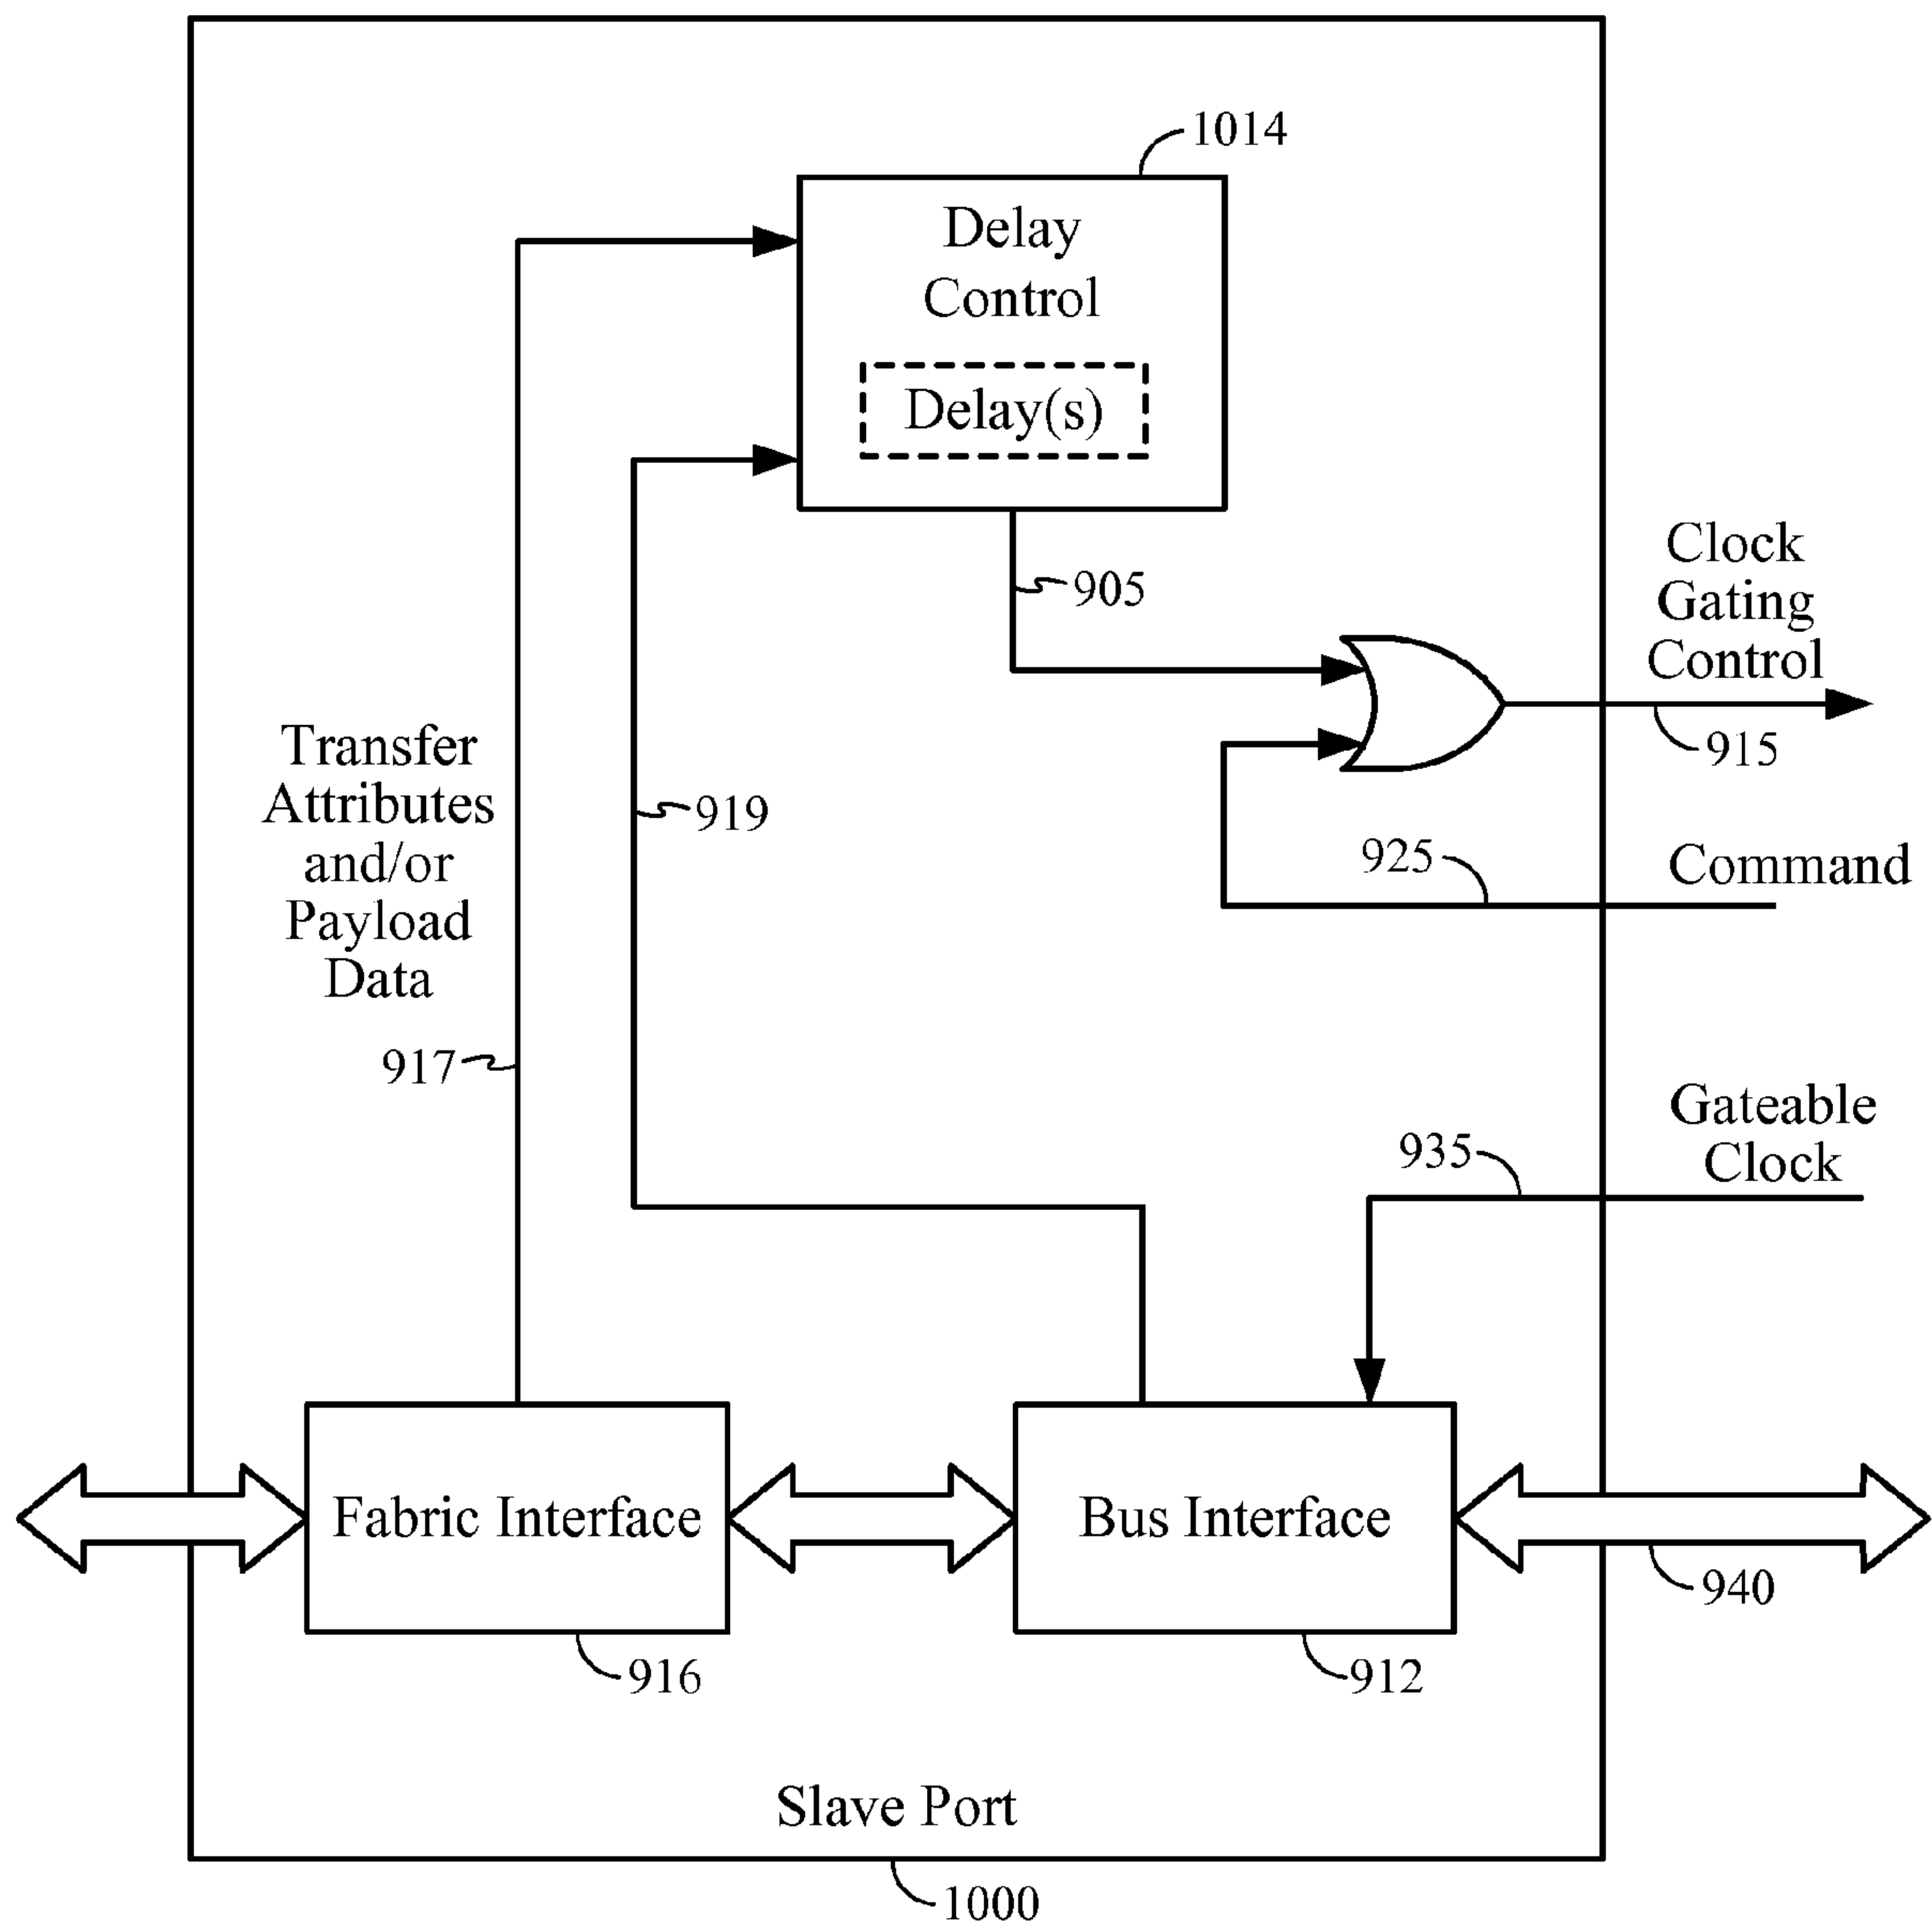 1014
Delay
Control
Delay(s)
905
Clock
Gating
Control
915
Transfer
Attributes
and/or
Payload
Data
919
925
Command
917
935
Gateable
Clock
Fabric Interface
Bus Interface
940
916
912
Slave Port
1000